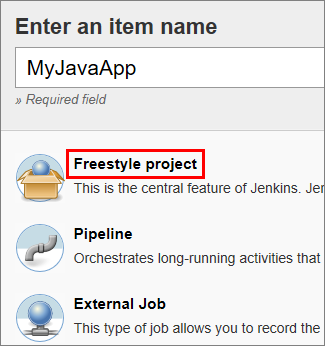 Enter an item name
MyJavaApp
» Required field
Freestyle project
This is the central feature of Jenkins. Jer
Pipeline
Orchestrates long-running activities that
External Job
This type of job allows you to record the